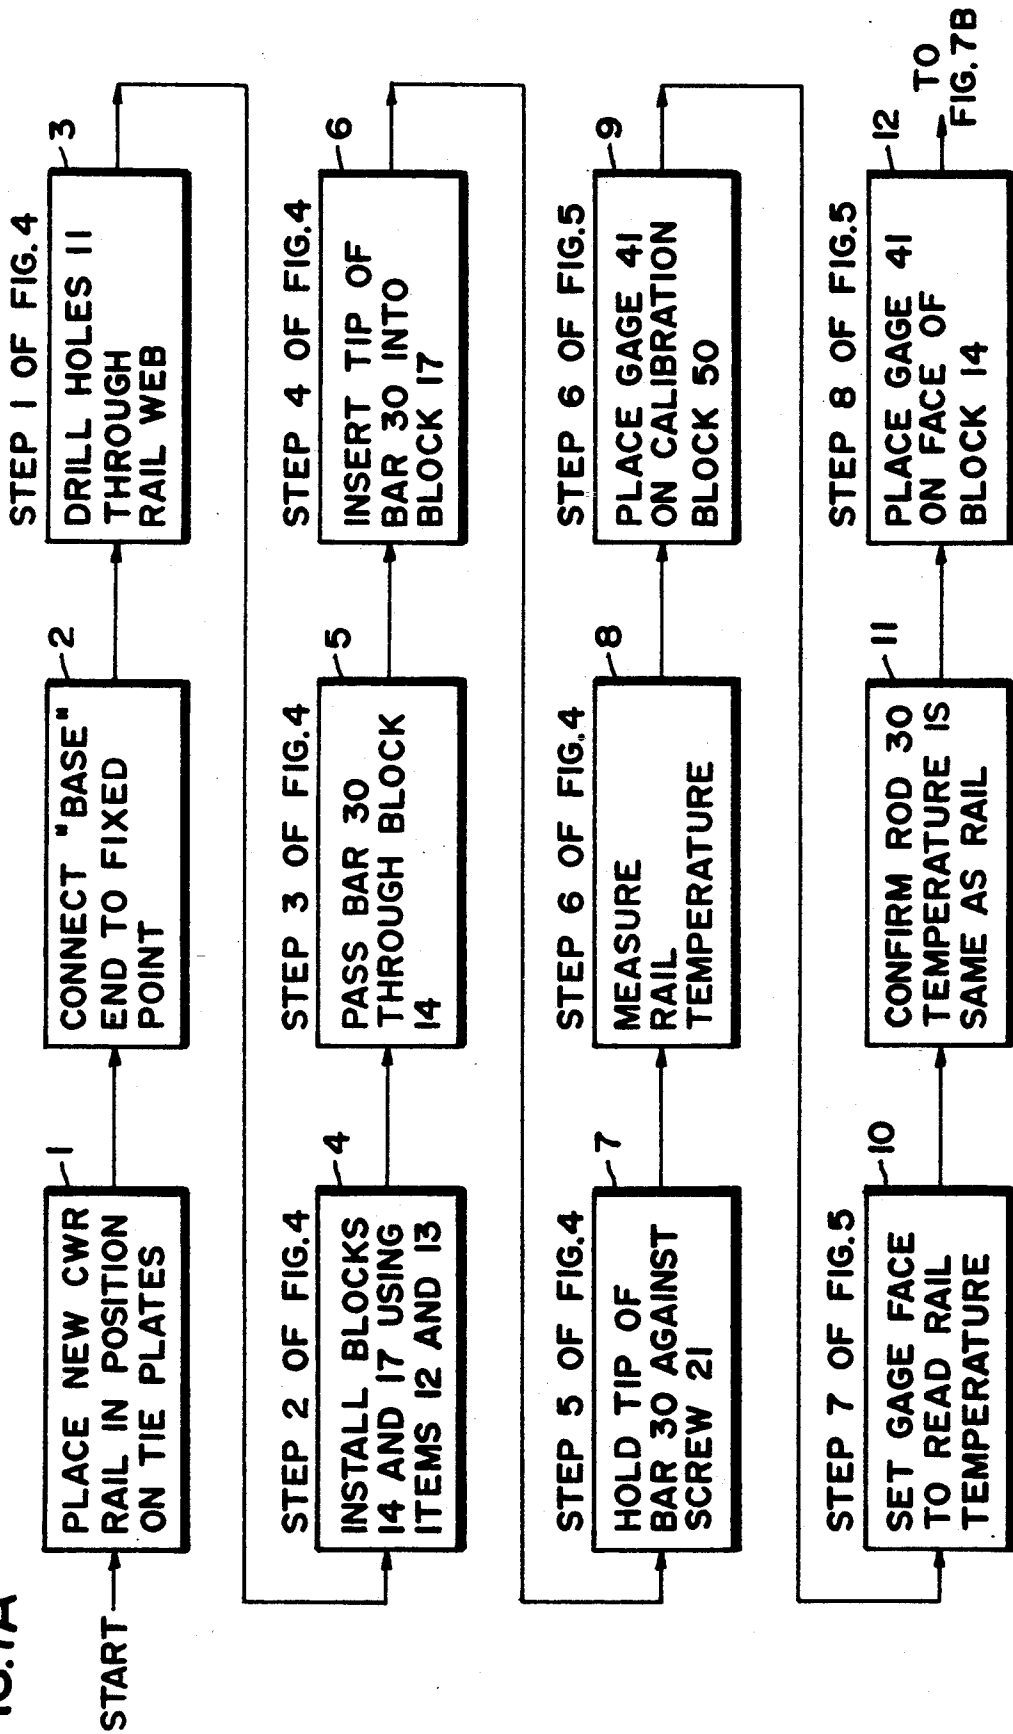 START
PLACE NEW CWR
RAIL IN POSITION
ON TIE PLATES
1
CONNECT "BASE"
END TO FIXED
POINT
2
STEP 1 OF FIG.4
DRILL HOLES 11
THROUGH
RAIL WEB
3
STEP 2 OF FIG.4
INSTALL BLOCKS
14 AND 17 USING
ITEMS 12 AND 13
4
STEP 3 OF FIG.4
PASS BAR 30
THROUGH BLOCK
14
5
STEP 4 OF FIG.4
INSERT TIP OF
BAR 30 INTO
BLOCK 17
6
STEP 5 OF FIG.4
HOLD TIP OF
BAR 30 AGAINST
SCREW 21
7
STEP 6 OF FIG.4
MEASURE
RAIL
TEMPERATURE
8
STEP 6 OF FIG.5
PLACE GAGE 41
ON CALIBRATION
BLOCK 50
9
STEP 7 OF FIG.5
SET GAGE FACE
TO READ RAIL
TEMPERATURE
10
CONFIRM ROD 30
TEMPERATURE IS
SAME AS RAIL
11
STEP 8 OF FIG.5
PLACE GAGE 41
ON FACE OF
BLOCK 14
12
TO
FIG.7B